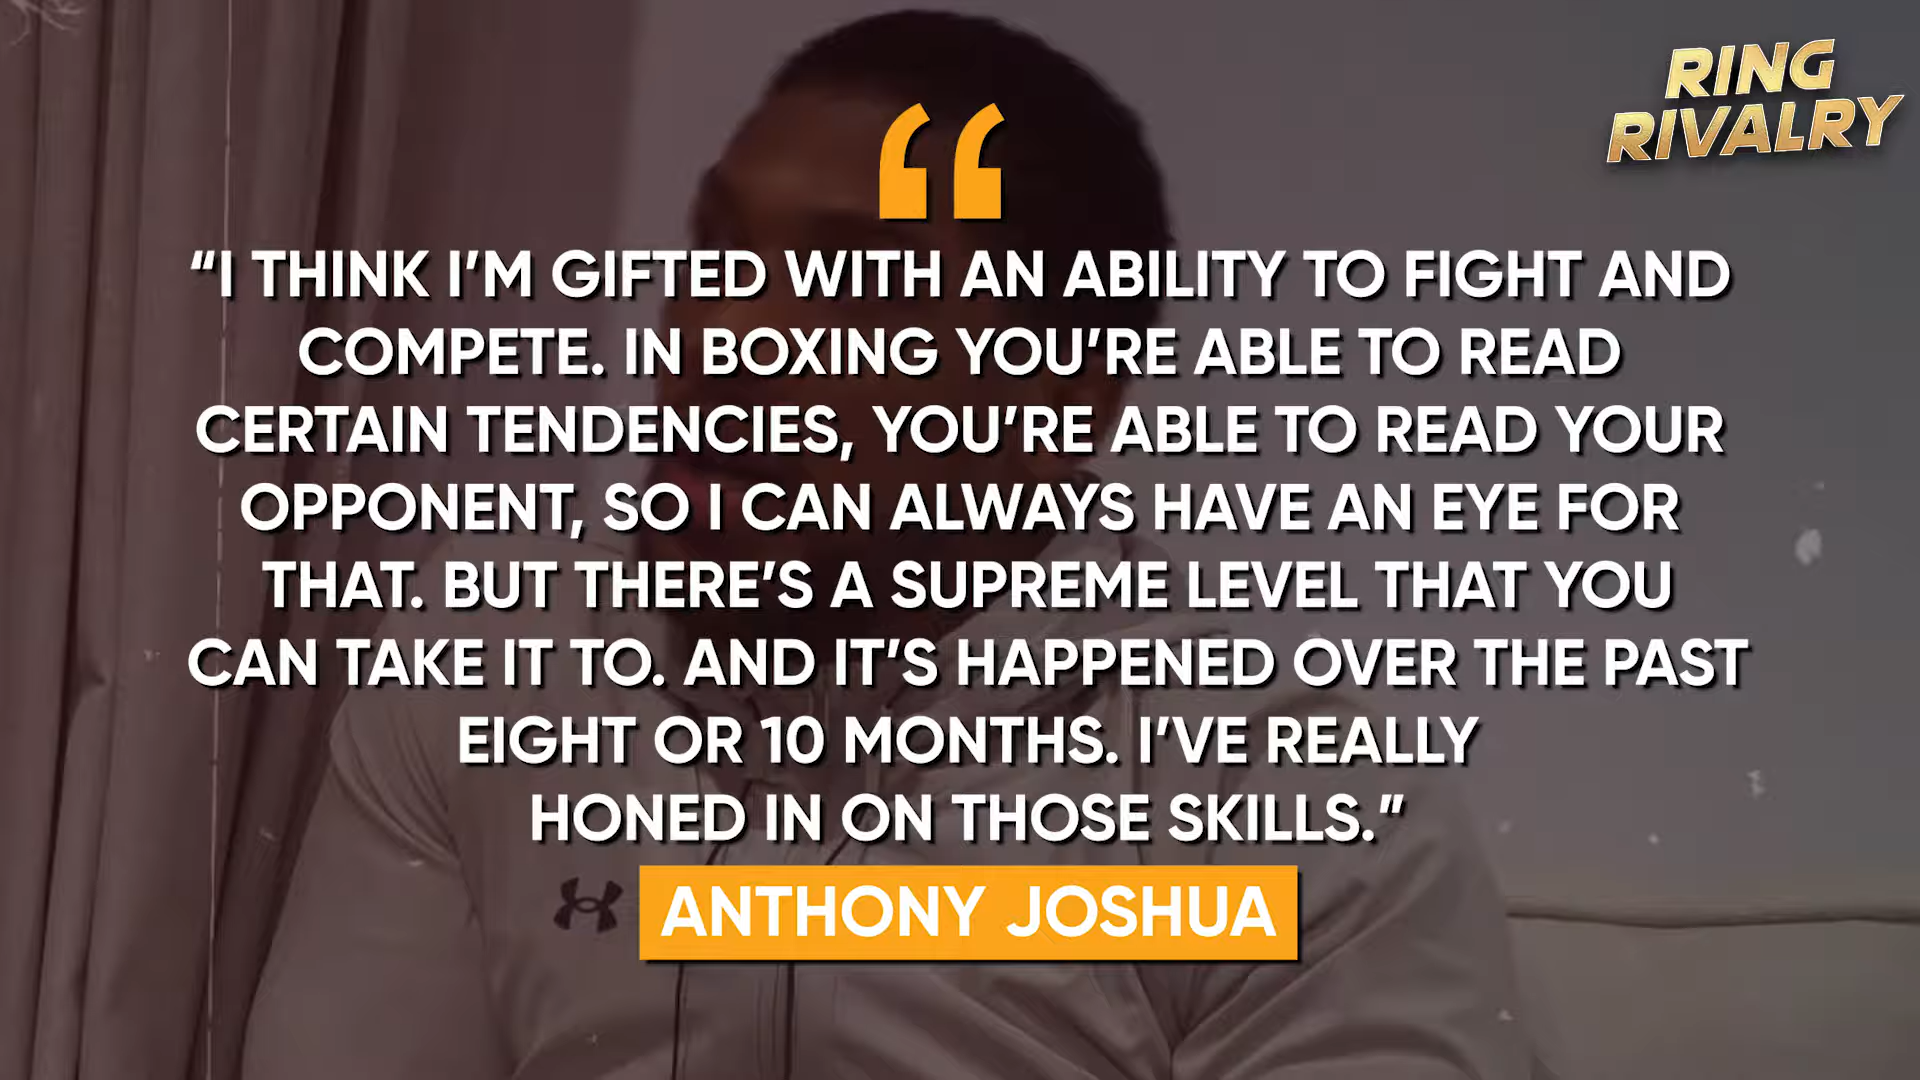 RING
RIVALRY
“
“I THINK I’M GIFTED WITH AN ABILITY TO FIGHT AND
COMPETE. IN BOXING YOU’RE ABLE TO READ
CERTAIN TENDENCIES, YOU’RE ABLE TO READ YOUR
OPPONENT, SO I CAN ALWAYS HAVE AN EYE FOR
THAT. BUT THERE’S A SUPREME LEVEL THAT YOU
CAN TAKE IT TO. AND IT’S HAPPENED OVER THE PAST
EIGHT OR 10 MONTHS. I’VE REALLY
HONED IN ON THOSE SKILLS.”
ANTHONY JOSHUA